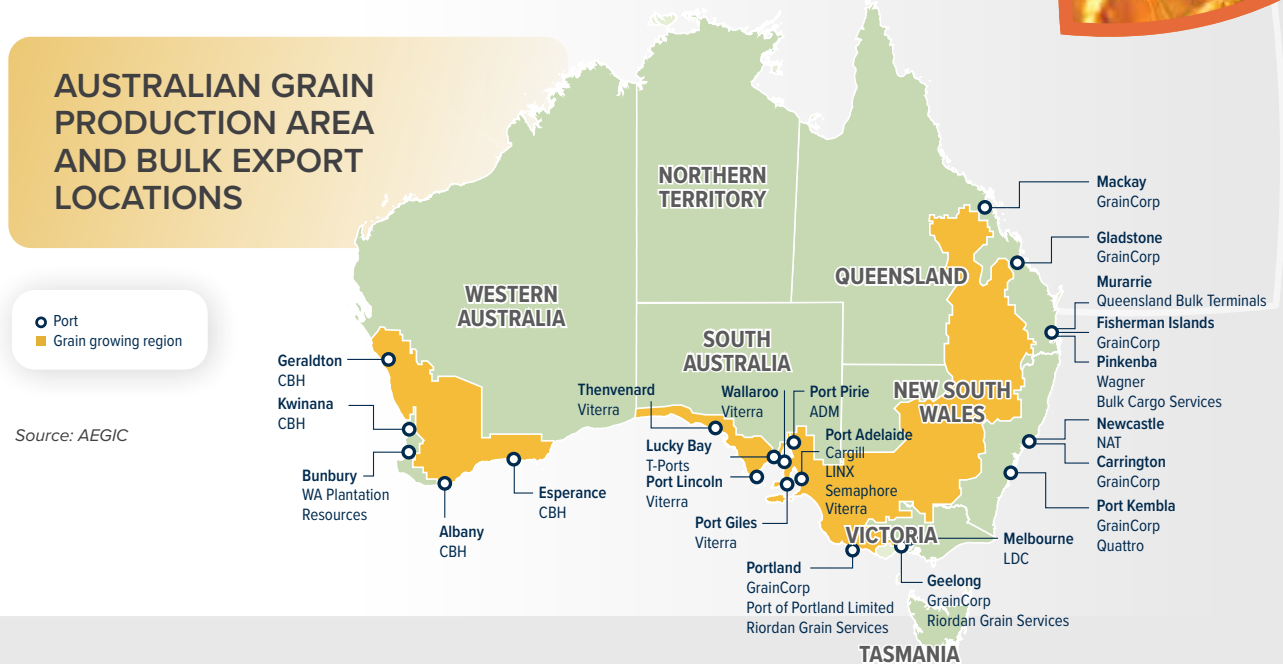 AUSTRALIAN GRAIN
PRODUCTION AREA
AND BULK EXPORT
LOCATIONS
Port
Grain growing region
Source: AEGIC
NORTHERN
TERRITORY
QUEENSLAND
WESTERN
AUSTRALIA
SOUTH
AUSTRALIA
NEW SOUTH
WALES
VICTORIA
TASMANIA
Geraldton
CBH
Kwinana
CBH
Bunbury
WA Plantation
Resources
Albany
CBH
Esperance
CBH
Thenvenard
Viterra
Lucky Bay
T-Ports
Port Lincoln
Viterra
Wallaroo
Viterra
Port Giles
Viterra
Port Pirie
ADM
Port Adelaide
Cargill
LINX
Semaphore
Viterra
Portland
GrainCorp
Port of Portland Limited
Riordan Grain Services
Geelong
GrainCorp
Riordan Grain Services
Melbourne
LDC
Mackay
GrainCorp
Gladstone
GrainCorp
Murarrie
Queensland Bulk Terminals
Fisherman Islands
GrainCorp
Pinkenba
Wagner
Bulk Cargo Services
Newcastle
NAT
Carrington
GrainCorp
Port Kembla
GrainCorp
Quattro